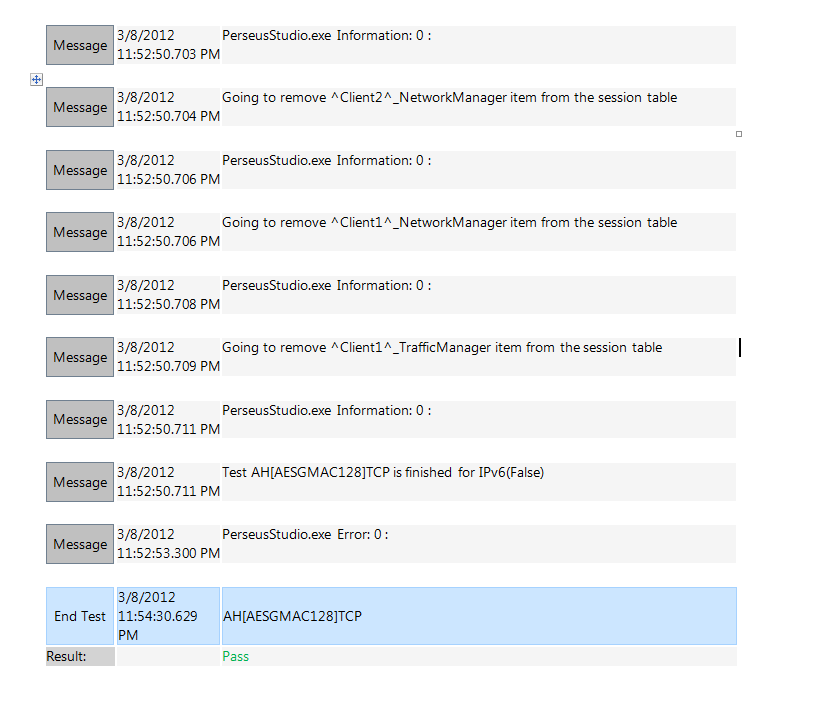 Message 3/8/2012 PerseusStudio.exe Information: 0 :
11:52:50.703 PM
Message 3/8/2012 Going to remove ^Client2^_NetworkManager item from the session table
11:52:50.704 PM
Message 3/8/2012 PerseusStudio.exe Information: 0 :
11:52:50.706 PM
Message 3/8/2012 Going to remove ^Client1^_NetworkManager item from the session table
11:52:50.706 PM
Message 3/8/2012 PerseusStudio.exe Information: 0 :
11:52:50.708 PM
Message 3/8/2012 Going to remove ^Client1^_TrafficManager item from the session table
11:52:50.709 PM
Message 3/8/2012 PerseusStudio.exe Information: 0 :
11:52:50.711 PM
Message 3/8/2012 Test AH[AESGMAC128]TCP is finished for IPv6(False)
11:52:50.711 PM
Message 3/8/2012 PerseusStudio.exe Error: 0 :
11:52:53.300 PM
3/8/2012
End Test 11:54:30.629 AH[AESGMAC128]TCP
PM
Result: Pass